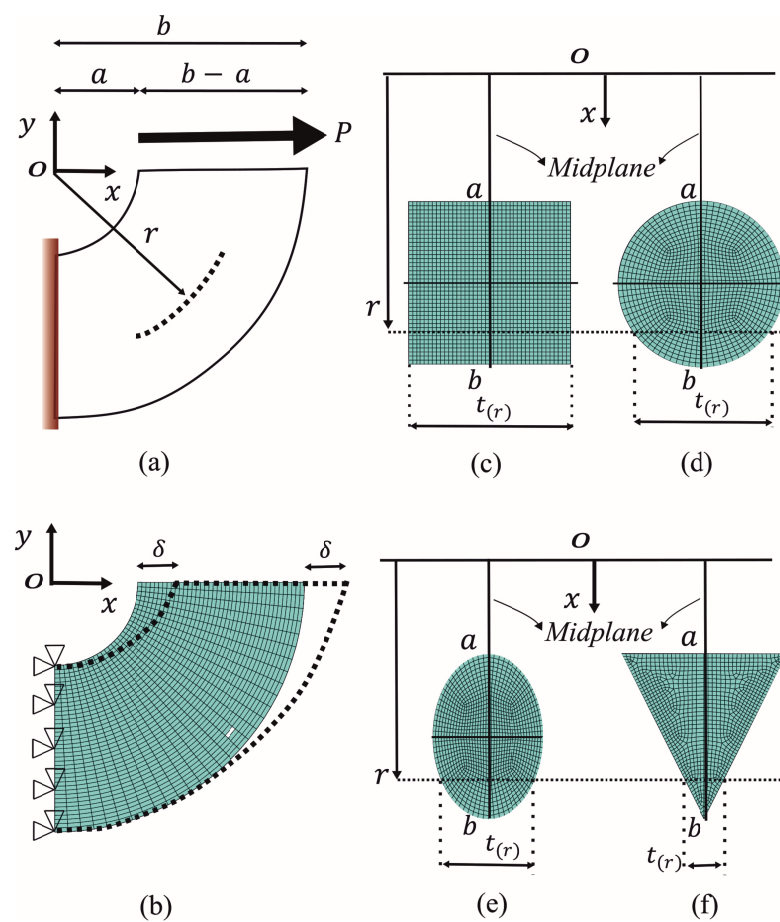 b
a
b − a
P
y
o
x
r
(a)
o
x
Midplane
a
a
r
b
b
t(r)
t(r)
(c)
(d)
y
δ
δ
o
x
(b)
o
x
Midplane
a
a
r
b
b
t(r)
t(r)
(e)
(f)